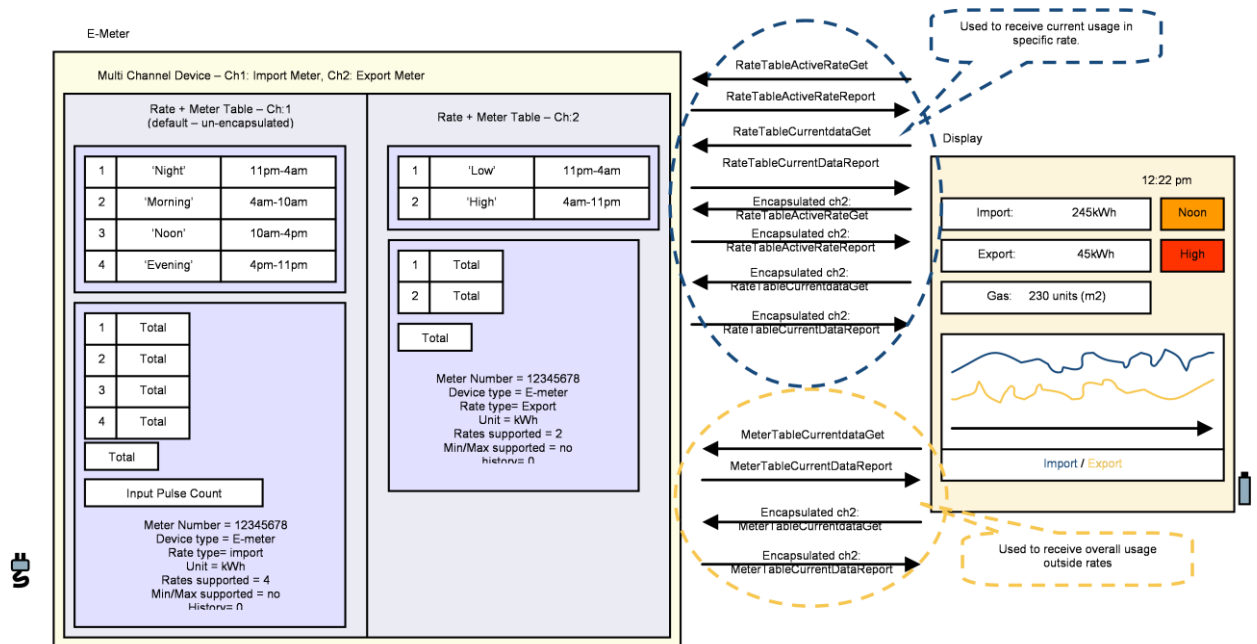 E-Meter
Multi Channel Device – Ch1: Import Meter, Ch2: Export Meter
Rate + Meter Table – Ch:1
(default – un-encapsulated)
1 'Night' 11pm-4am
2 'Morning' 4am-10am
3 'Noon' 10am-4pm
4 'Evening' 4pm-11pm
1 Total
2 Total
3 Total
4 Total
Total
Input Pulse Count
Meter Number = 12345678
Device type = E-meter
Rate type= import
Unit = kWh
Rates supported = 4
Min/Max supported = no
History= 0
Rate + Meter Table – Ch:2
1 'Low' 11pm-4am
2 'High' 4am-11pm
1 Total
2 Total
Total
Meter Number = 12345678
Device type = E-meter
Rate type= Export
Unit = kWh
Rates supported = 2
Min/Max supported = no
history= 0
RateTableActiveRateGet
RateTableActiveRateReport
RateTableCurrentdataGet
RateTableCurrentDataReport
Encapsulated ch2:
RateTableActiveRateGet
Encapsulated ch2:
RateTableActiveRateReport
Encapsulated ch2:
RateTableCurrentdataGet
Encapsulated ch2:
RateTableCurrentDataReport
MeterTableCurrentdataGet
MeterTableCurrentDataReport
Encapsulated ch2:
MeterTableCurrentdataGet
Encapsulated ch2:
MeterTableCurrentDataReport
Used to receive current usage in
specific rate.
Display
12:22 pm
Import: 245kWh Noon
Export: 45kWh High
Gas: 230 units (m2)
Import / Export
Used to receive overall usage
outside rates